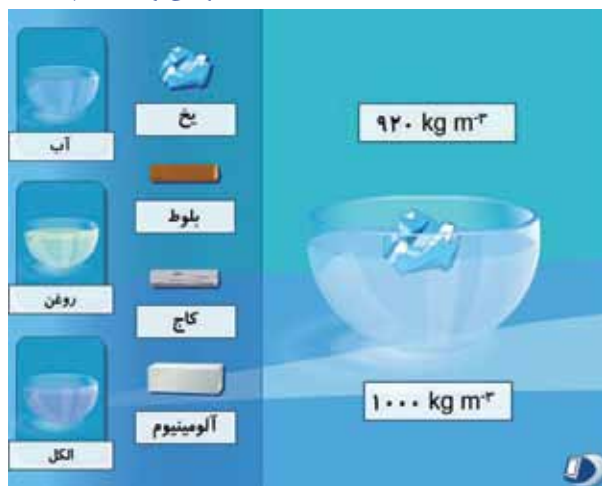 یخ
۹۲۰ kg m⁻³
آب
بلوط
روغن
کاج
۱۰۰۰ kg m⁻³
آلومینیوم
الکل